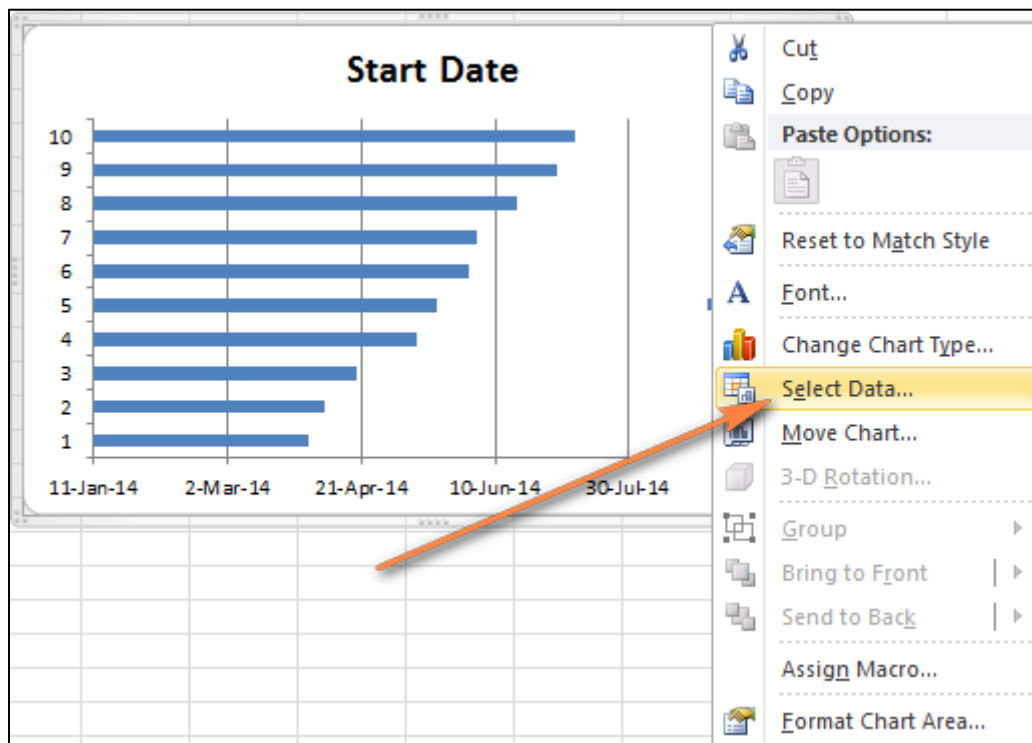 Start Date
10
9
8
7
6
5
4
3
2
1
11-Jan-14 2-Mar-14 21-Apr-14 10-Jun-14 30-Jul-14
Cut
Copy
Paste Options:
Reset to Match Style
Font...
Change Chart Type...
Select Data...
Move Chart...
3-D Rotation...
Group
Bring to Front
Send to Back
Assign Macro...
Format Chart Area...